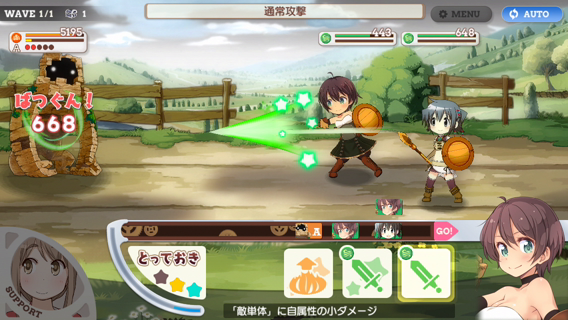 WAVE 1/1
1
通常攻撃
MENU
AUTO
5195
A
443
648
ばつぐん!
668
A
GO!
とっておき
SUPPORT
「敵単体」に自属性の小ダメージ